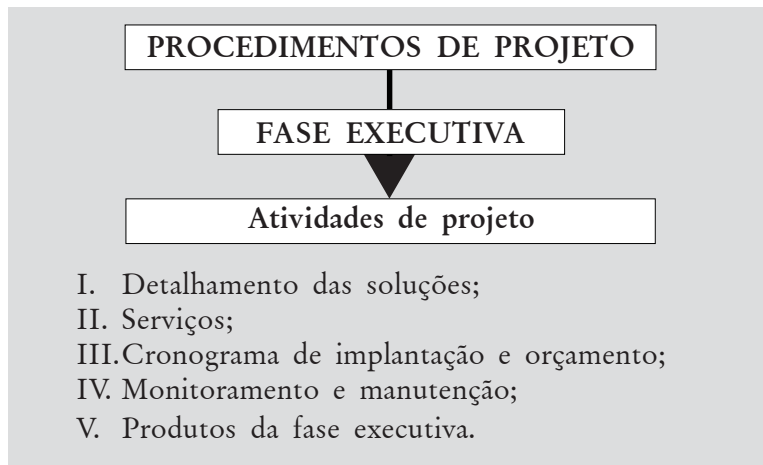 PROCEDIMENTOS DE PROJETO
FASE EXECUTIVA
Atividades de projeto
I. Detalhamento das soluções;
II. Serviços;
III.Cronograma de implantação e orçamento;
IV. Monitoramento e manutenção;
V. Produtos da fase executiva.